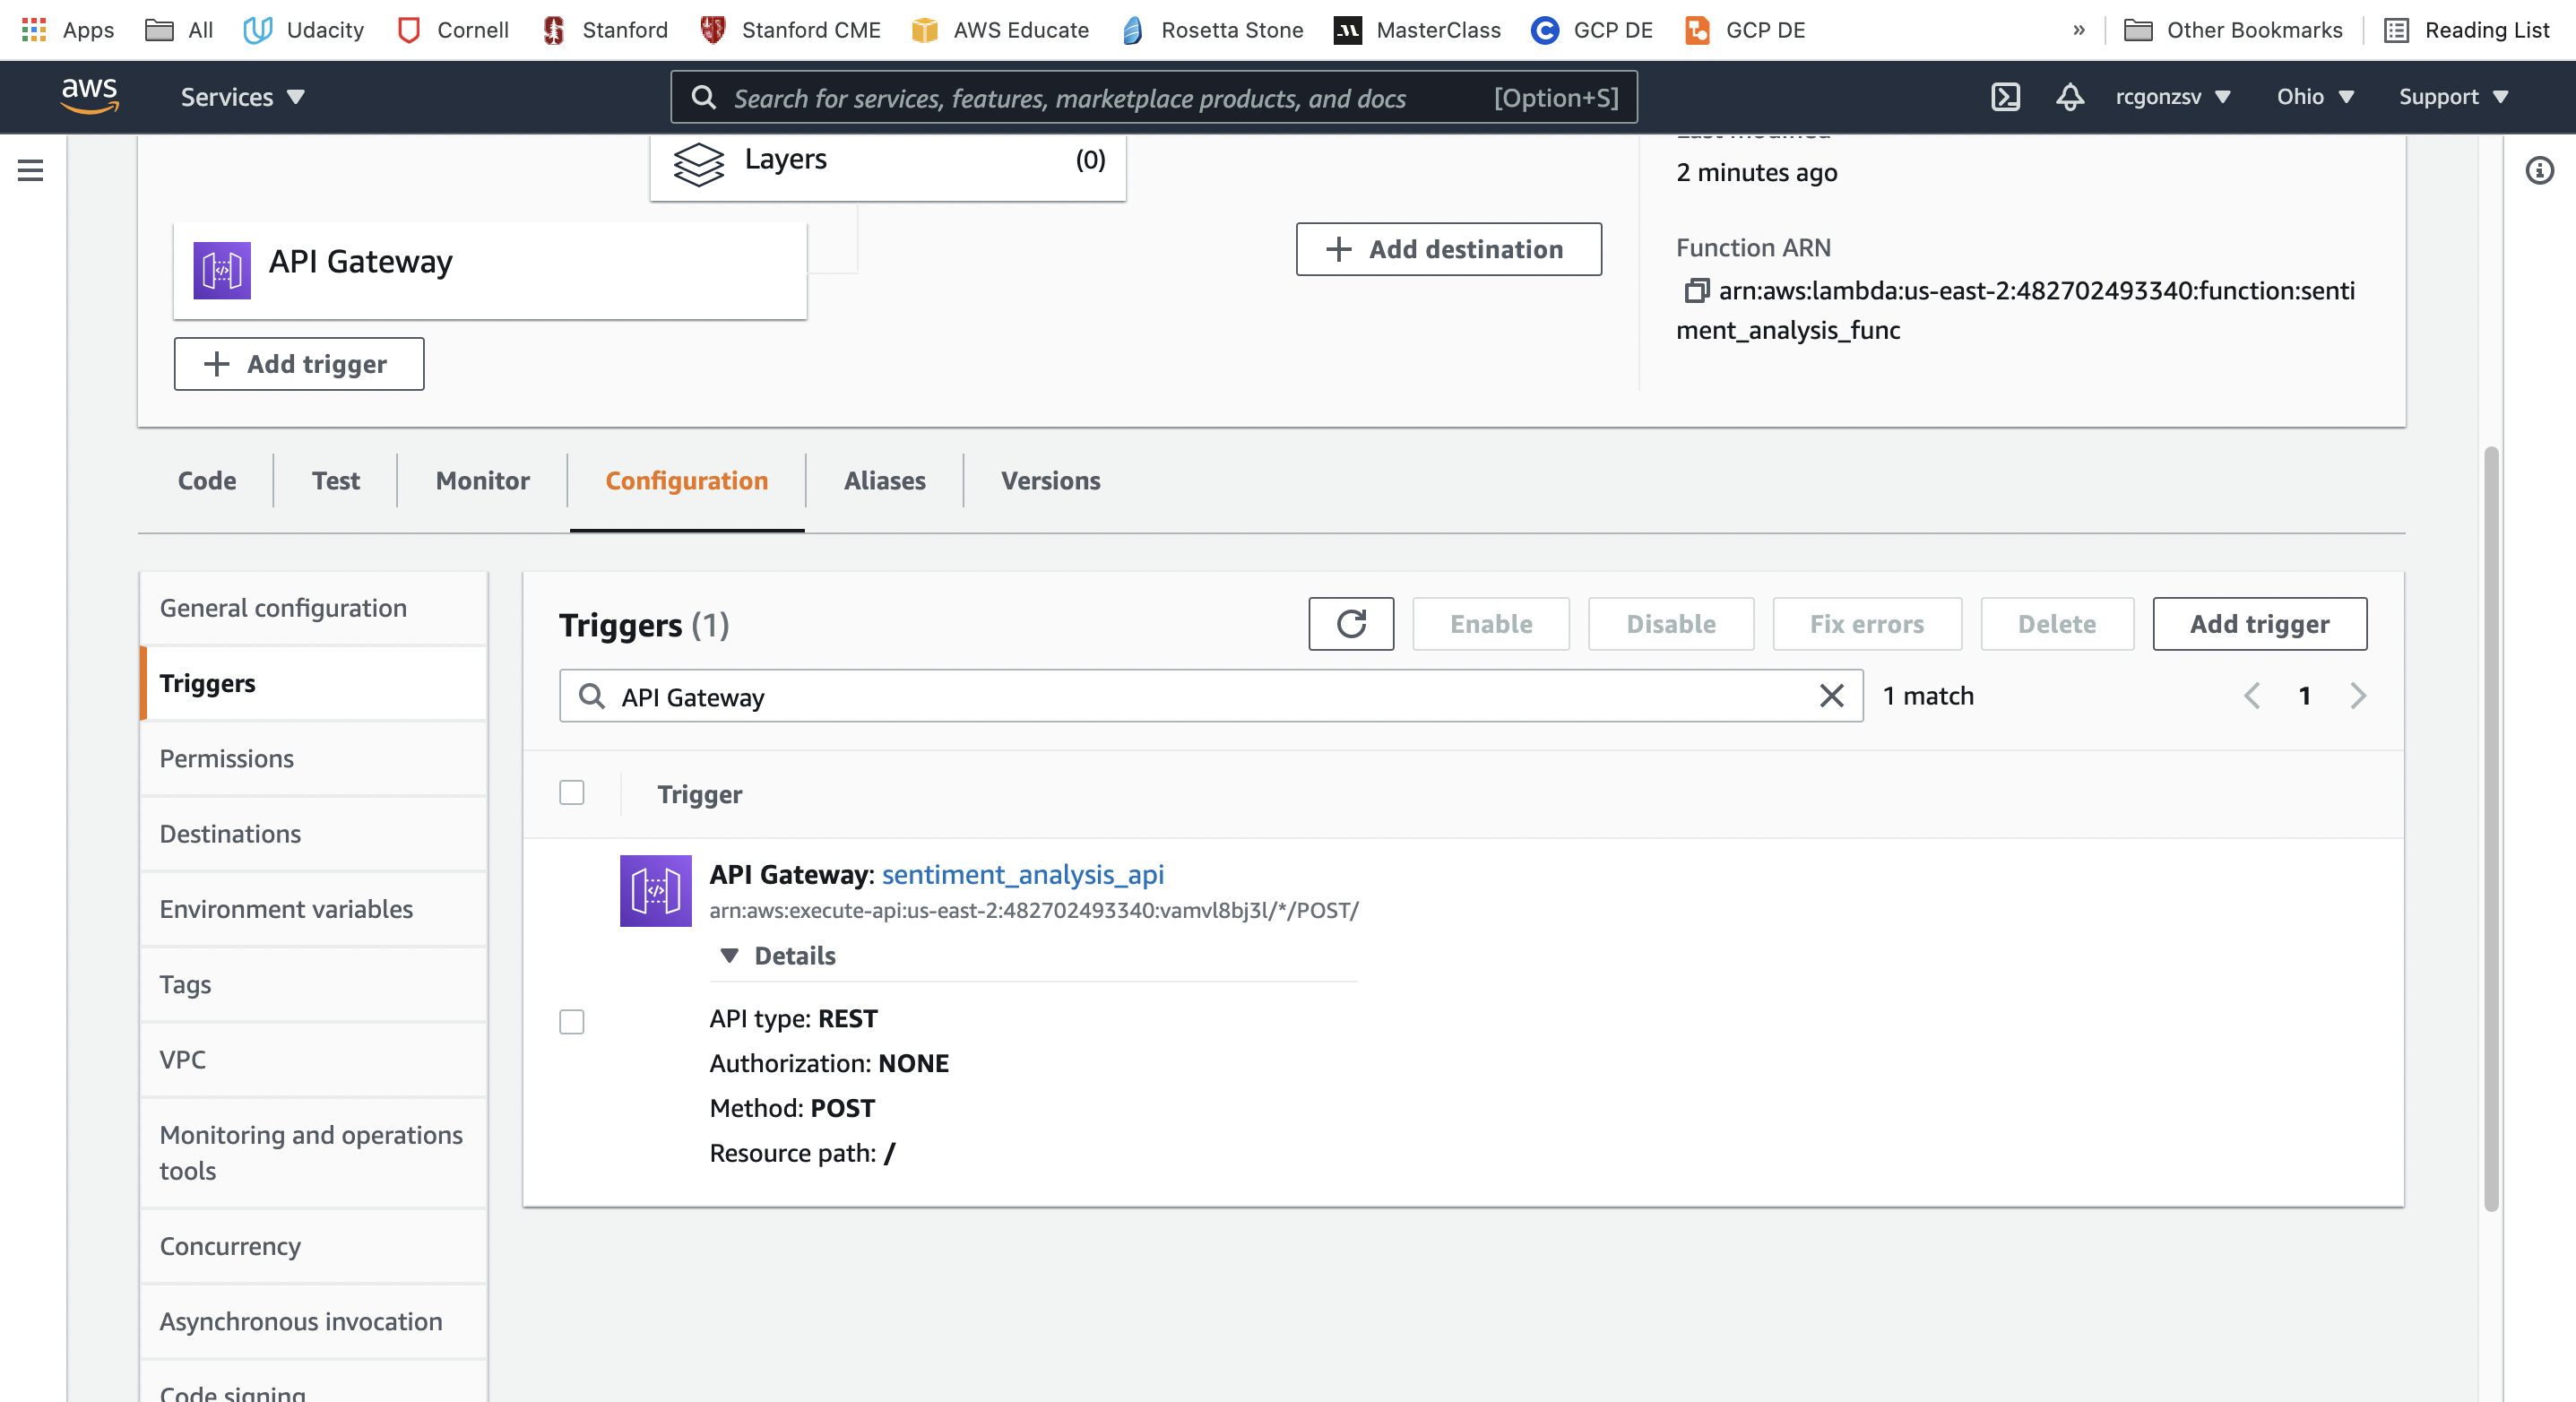 Apps All Udacity Cornell Stanford Stanford CME AWS Educate Rosetta Stone MasterClass GCP DE GCP DE » Other Bookmarks Reading List
aws Services Search for services, features, marketplace products, and docs [Option+S] rcgonzsv Ohio Support
Last modified
Layers (0)
2 minutes ago
API Gateway
Add destination
Function ARN
arn:aws:lambda:us-east-2:482702493340:function:senti
ment_analysis_func
Add trigger
Code Test Monitor Configuration Aliases Versions
General configuration
Triggers
Permissions
Destinations
Environment variables
Tags
VPC
Monitoring and operations
tools
Concurrency
Asynchronous invocation
Code signing
Triggers (1) Enable Disable Fix errors Delete Add trigger
API Gateway 1 match 1
Trigger
API Gateway: sentiment_analysis_api
arn:aws:execute-api:us-east-2:482702493340:vamvl8bj3l/*/POST/
Details
API type: REST
Authorization: NONE
Method: POST
Resource path: /